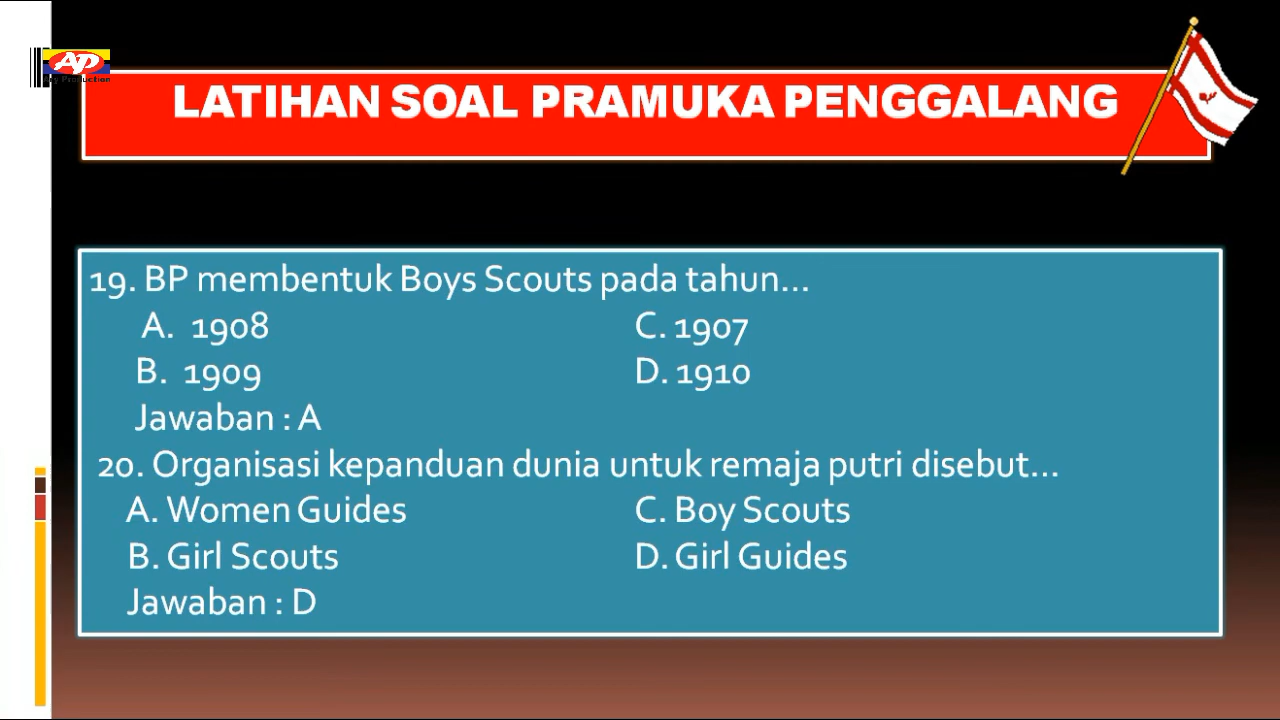 AP
LATIHAN SOAL PRAMUKA PENGGALANG
19. BP membentuk Boys Scouts pada tahun...
A. 1908 C. 1907
B. 1909 D. 1910
Jawaban : A
20. Organisasi kepanduan dunia untuk remaja putri disebut...
A. Women Guides C. Boy Scouts
B. Girl Scouts D. Girl Guides
Jawaban : D